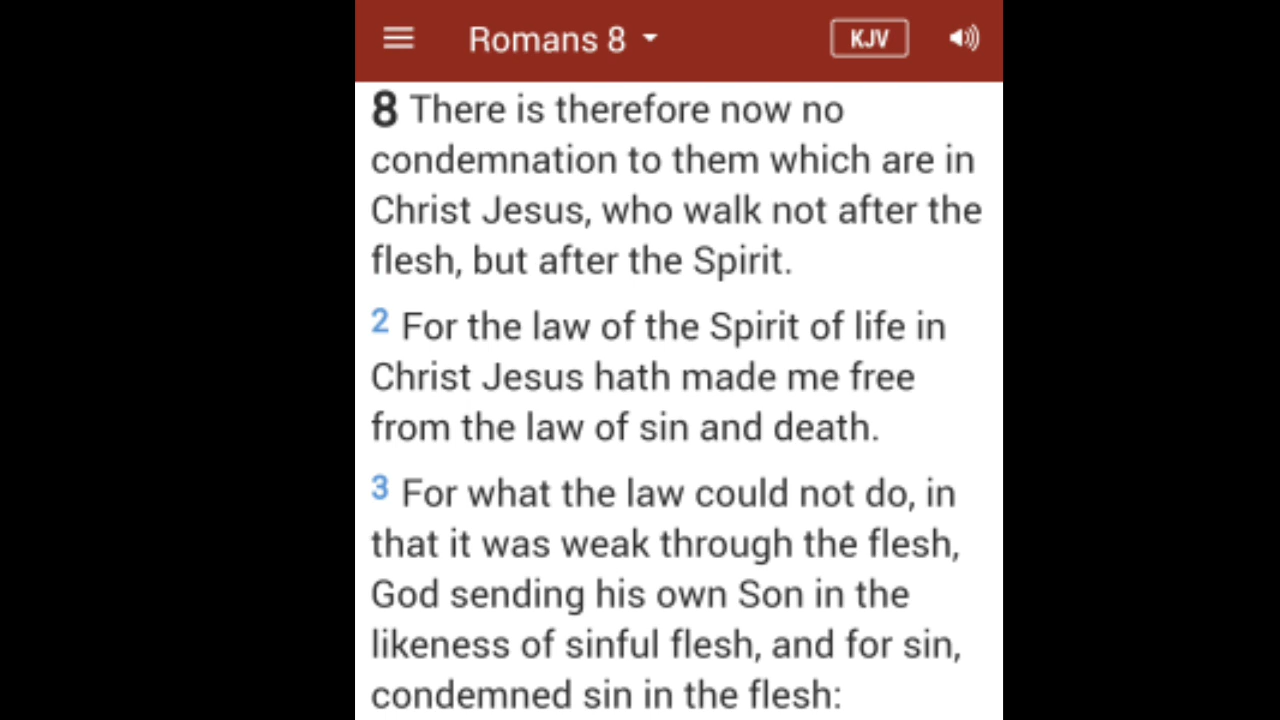 Romans 8 KJV
8 There is therefore now no
condemnation to them which are in
Christ Jesus, who walk not after the
flesh, but after the Spirit.
2 For the law of the Spirit of life in
Christ Jesus hath made me free
from the law of sin and death.
3 For what the law could not do, in
that it was weak through the flesh,
God sending his own Son in the
likeness of sinful flesh, and for sin,
condemned sin in the flesh: